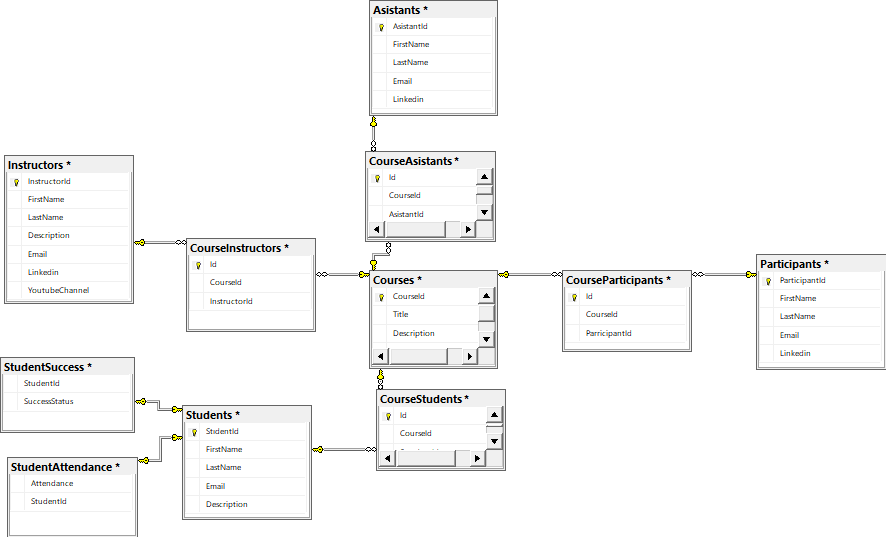 Asistants *
AsistantId
FirstName
LastName
Email
Linkedin
CourseAsistants *
Id
CourseId
AsistantId
Instructors *
InstructorId
FirstName
LastName
Description
Email
Linkedin
YoutubeChannel
CourseInstructors *
Id
CourseId
InstructorId
Courses *
CourseId
Title
Description
CourseParticipants *
Id
CourseId
ParricipantId
Participants *
ParticipantId
FirstName
LastName
Email
Linkedin
StudentSuccess *
StudentId
SuccessStatus
Students *
StıdentId
FirstName
LastName
Email
Description
CourseStudents *
Id
CourseId
StudentAttendance *
Attendance
StudentId